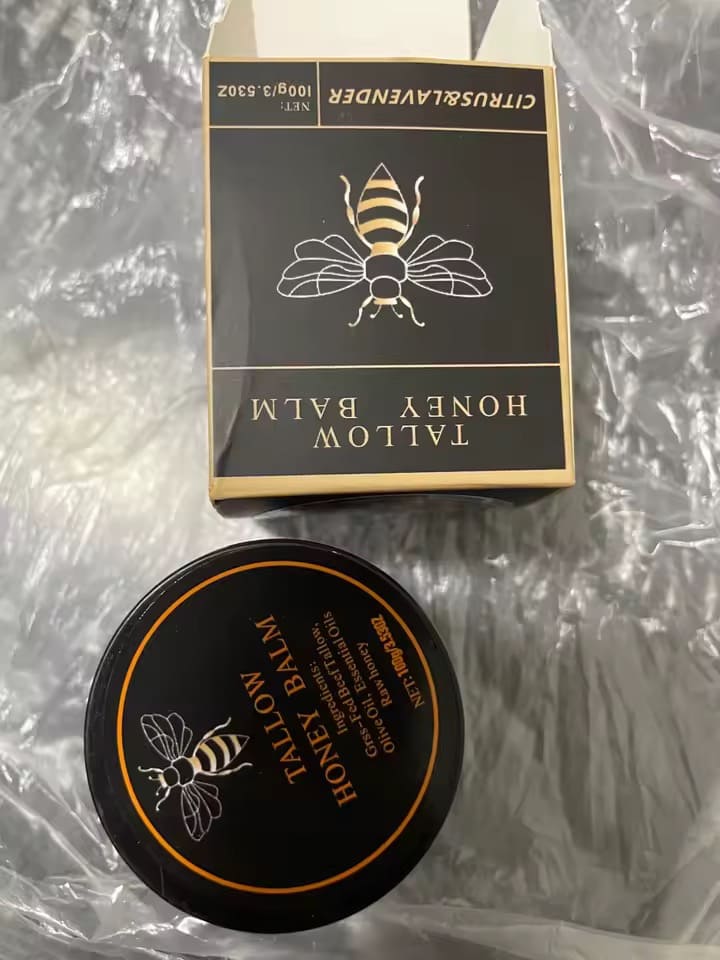 TALLOW
HONEY BALM
CITRUS&LAVENDER
NET:
100g/3.53OZ
TALLOW
HONEY BALM
Ingredients:
Grss-Fed Beef Tallow,
Olive Oil, Essential Oils
Raw honey
NET: 100g/3.53OZ